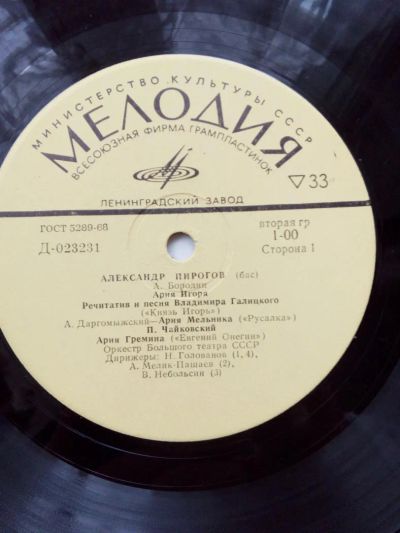 МИНИСТЕРСТВО КУЛЬТУРЫ СССР
МЕЛОДИЯ
ВСЕСОЮЗНАЯ ФИРМА ГРАМПЛАСТИНОК
ЛЕНИНГРАДСКИЙ ЗАВОД
▽33
ГОСТ 5289-68
вторая гр
1-00
Д-023231
Сторона 1
АЛЕКСАНДР ПИРОГОВ (бас)
А. Бородин
Ария Игоря
Речитатив и песня Владимира Галицкого
(«Князь Игорь»)
А. Даргомыжский—Ария Мельника («Русалка»)
П. Чайковский
Ария Гремина («Евгений Онегин»)
Оркестр Большого театра СССР
Дирижеры: Н. Голованов (1, 4),
А. Мелик-Пашаев (2),
В. Небольсин (3)